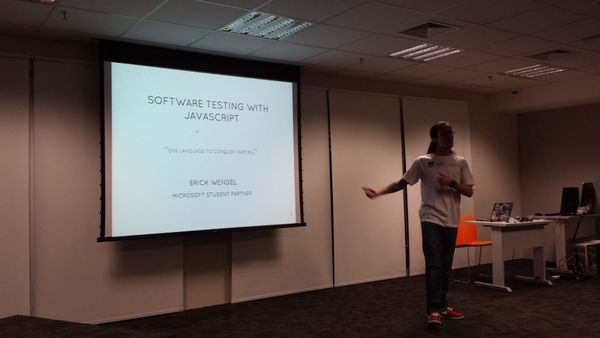 SOFTWARE TESTING WITH
JAVASCRIPT
"ONE LANGUAGE TO CONQUER THEM ALL"
ERICK WENDEL
MICROSOFT STUDENT PARTNER